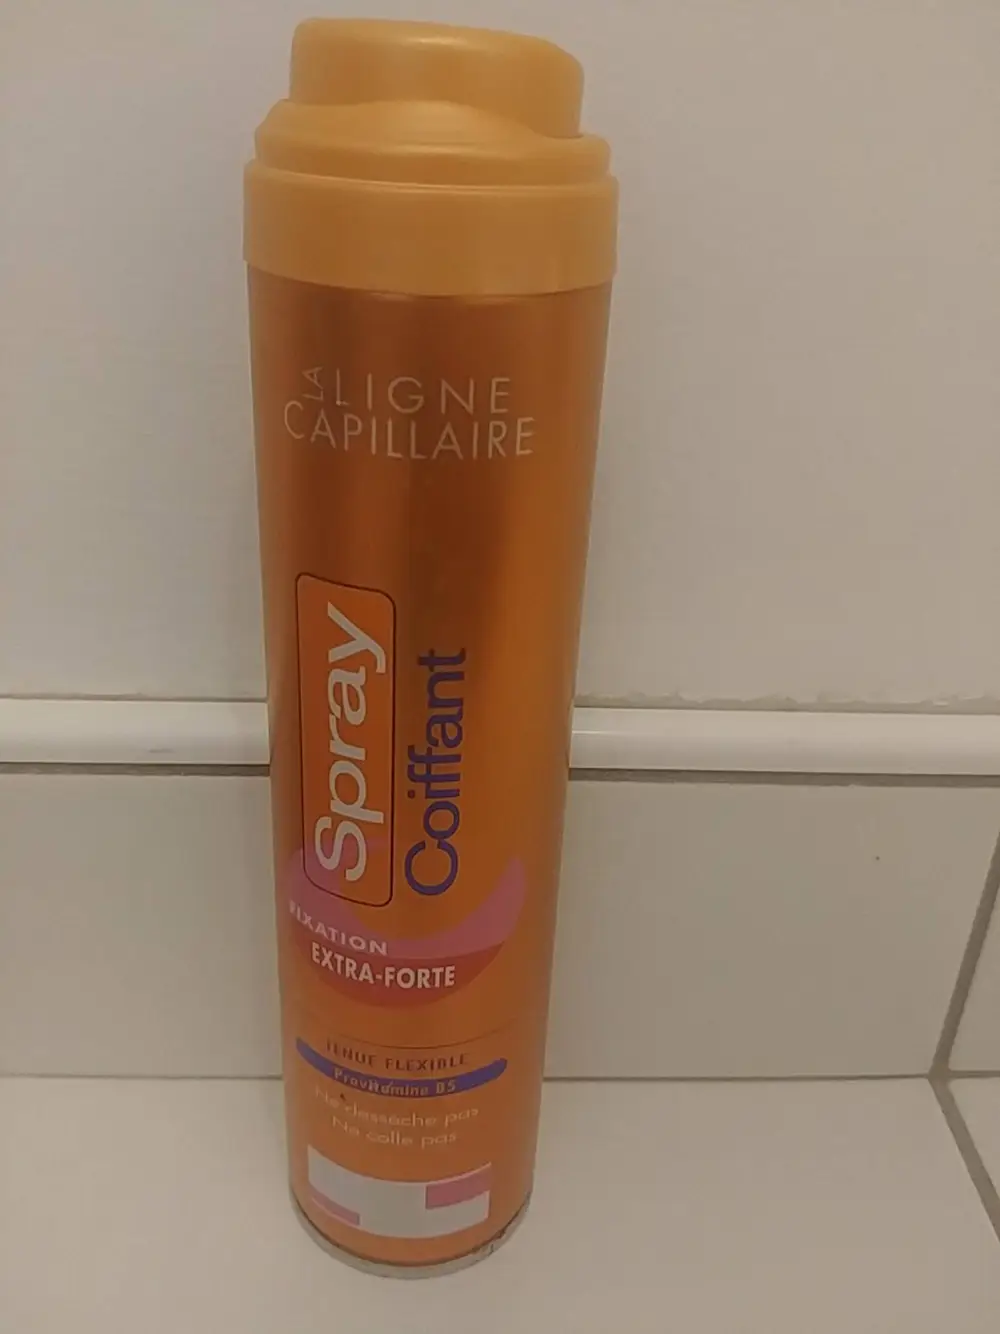 LA LIGNE
CAPILLAIRE
Spray
Coiffant
FIXATION
EXTRA-FORTE
TENUE FLEXIBLE
Provitamine B5
Ne dessèche pas
Ne colle pas